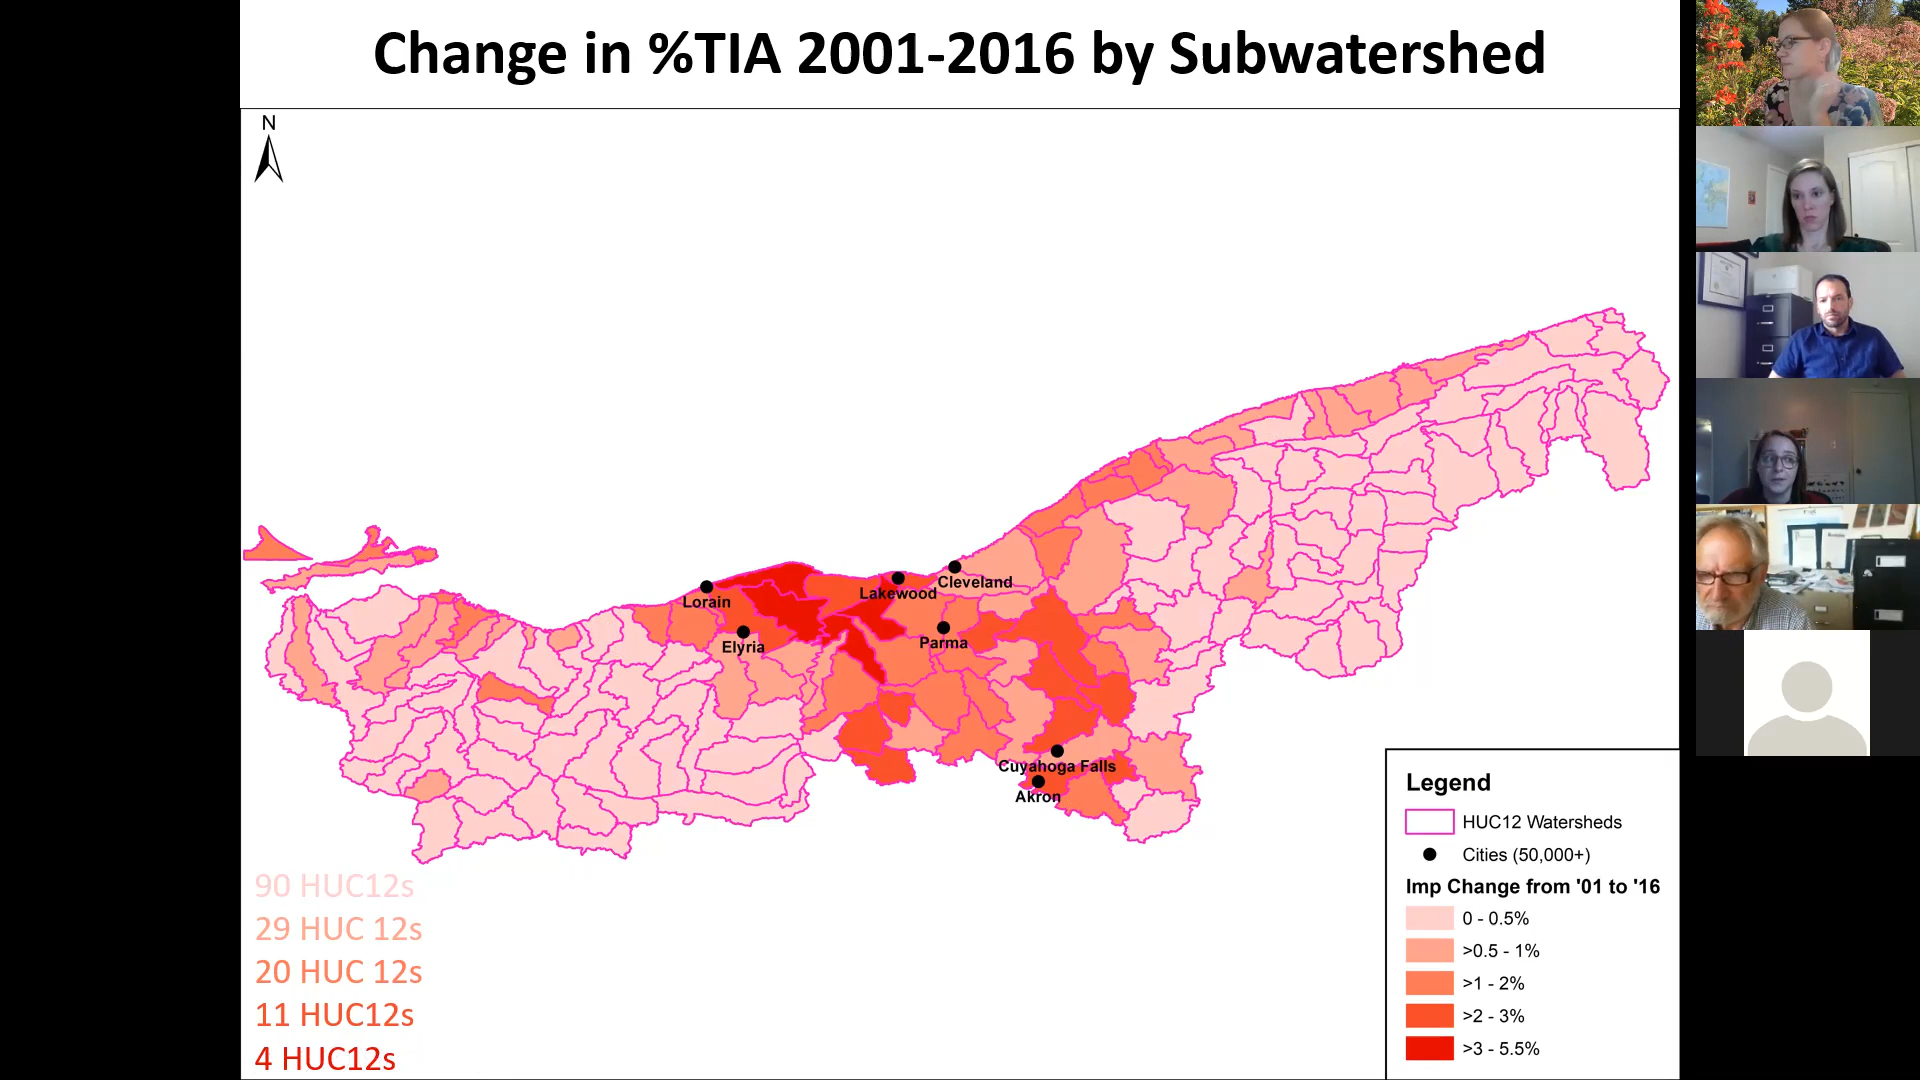 Change in %TIA 2001-2016 by Subwatershed
N
Lorain
Elyria
Lakewood
Cleveland
Parma
Cuyahoga Falls
Akron
90 HUC12s
29 HUC 12s
20 HUC 12s
11 HUC12s
4 HUC12s
Legend
HUC12 Watersheds
Cities (50,000+)
Imp Change from '01 to '16
0 - 0.5%
>0.5 - 1%
>1 - 2%
>2 - 3%
>3 - 5.5%